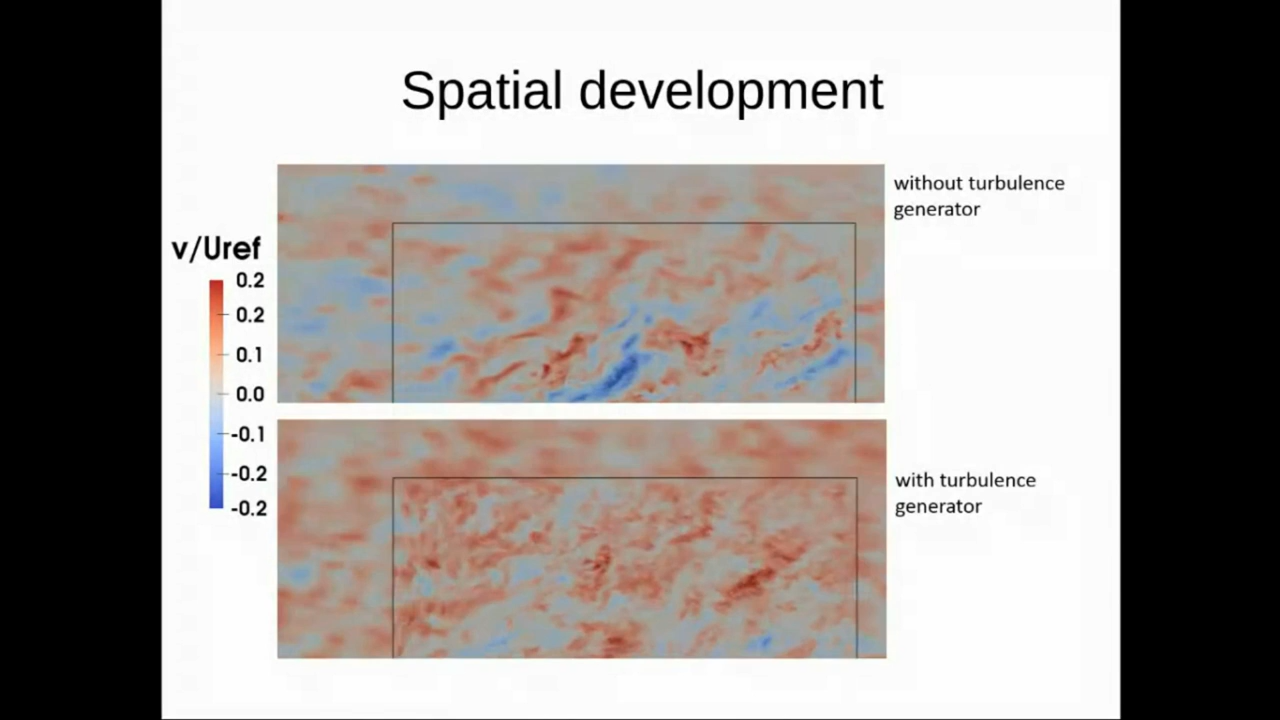 Spatial development
without turbulence
generator
v/Uref
0.2
0.2
0.1
0.0
-0.1
-0.2
-0.2
with turbulence
generator